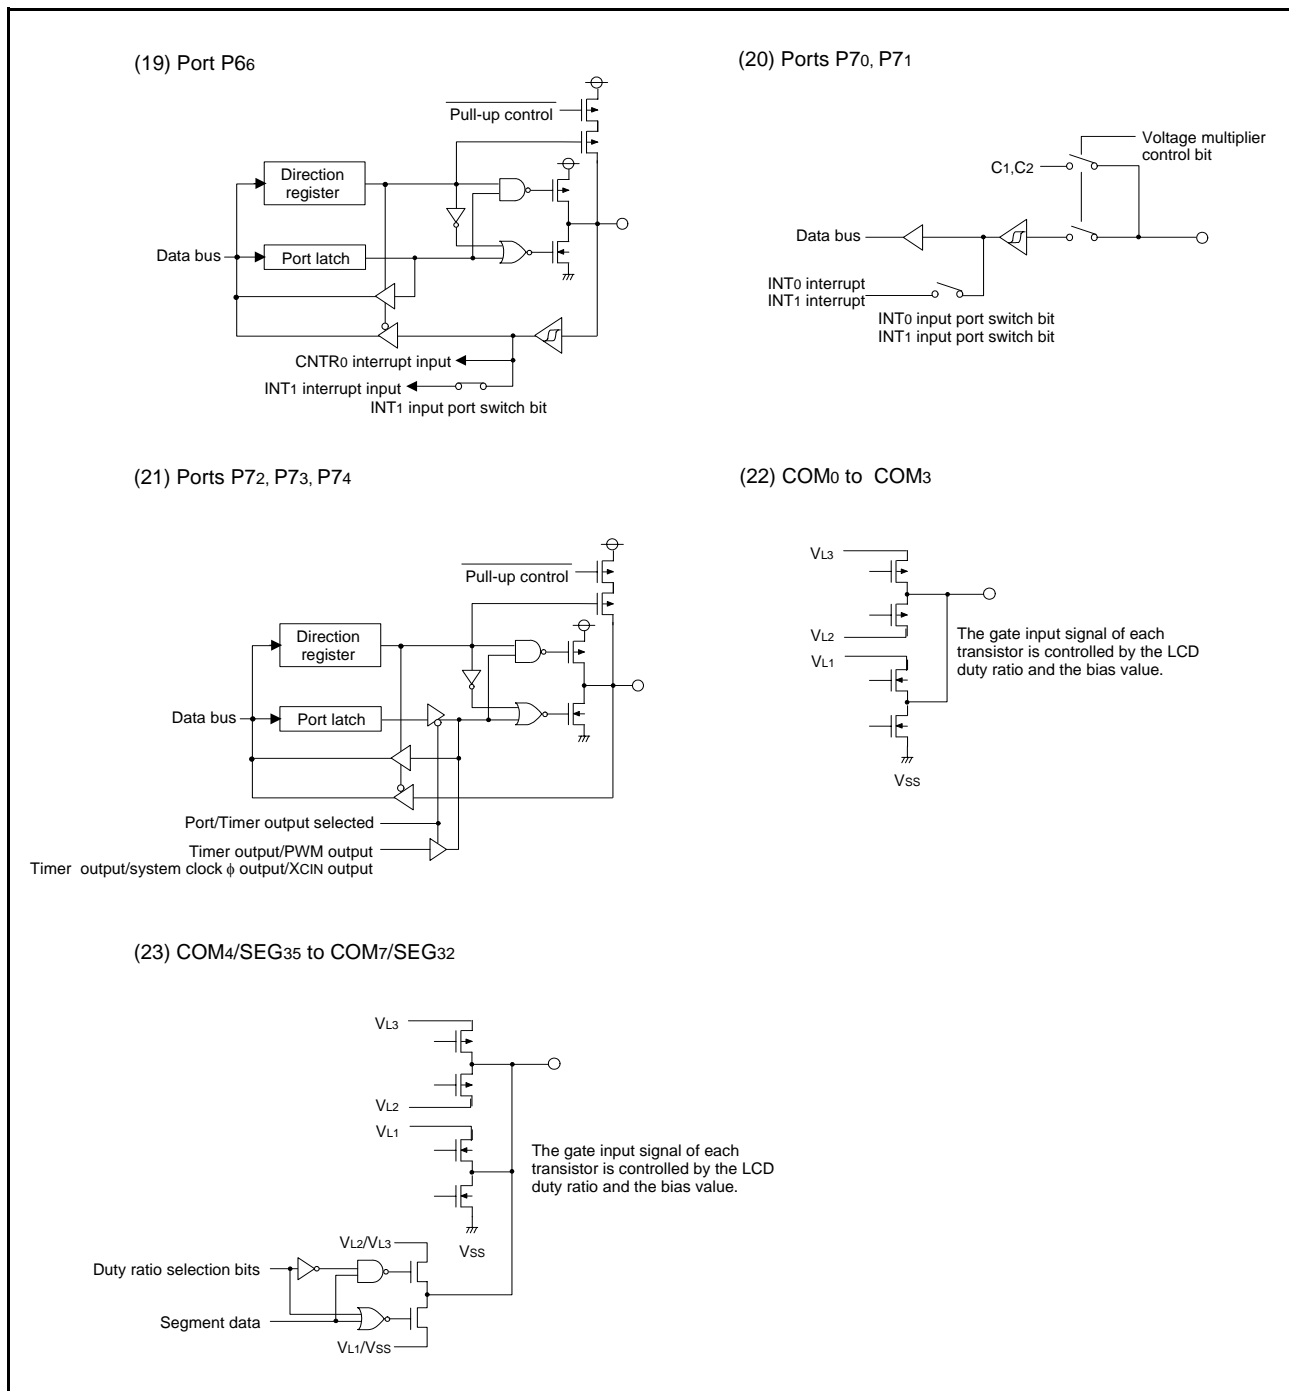 (19) Port P66
Pull-up control
Direction
register
Data bus
Port latch
CNTR0 interrupt input
INT1 interrupt input
INT1 input port switch bit
(20) Ports P70, P71
Voltage multiplier
control bit
C1,C2
Data bus
INT0 interrupt
INT1 interrupt
INT0 input port switch bit
INT1 input port switch bit
(21) Ports P72, P73, P74
Pull-up control
Direction
register
Data bus
Port latch
Port/Timer output selected
Timer output/PWM output
Timer output/system clock ϕ output/XCIN output
(22) COM0 to COM3
VL3
VL2
VL1
VSS
The gate input signal of each
transistor is controlled by the LCD
duty ratio and the bias value.
(23) COM4/SEG35 to COM7/SEG32
VL3
VL2
VL1
The gate input signal of each
transistor is controlled by the LCD
duty ratio and the bias value.
VSS
VL2/VL3
Duty ratio selection bits
Segment data
VL1/VSS